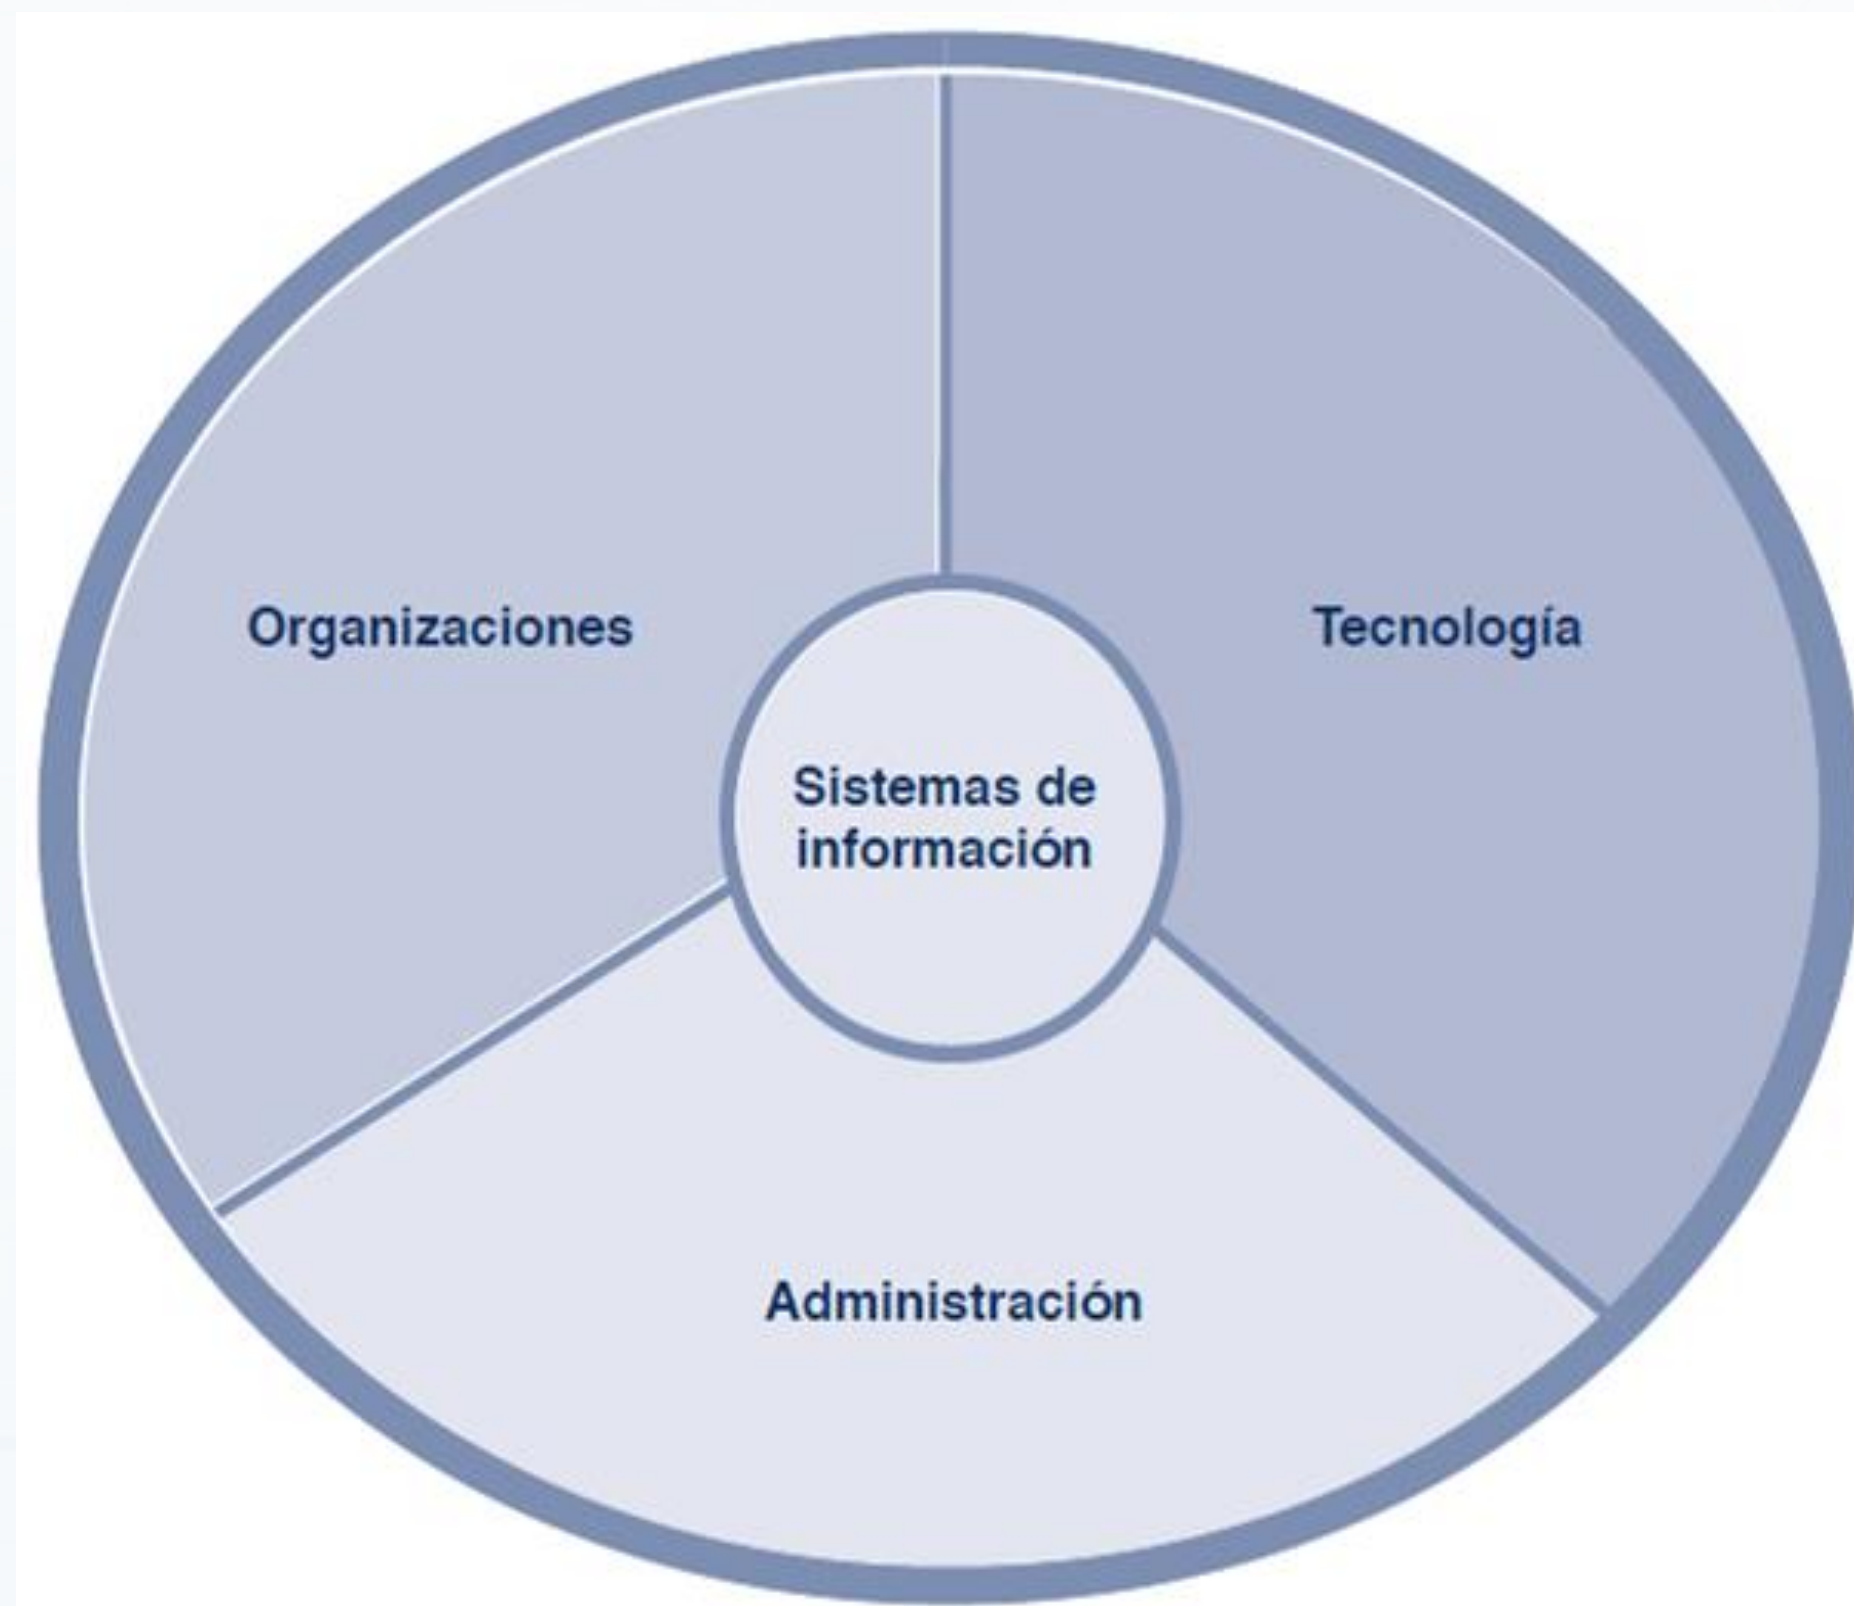 Organizaciones
Tecnología
Sistemas de
información
Administración